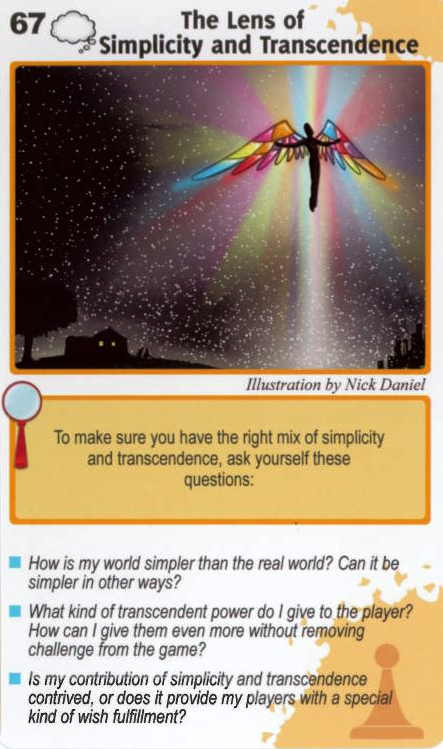 67
The Lens of
Simplicity and Transcendence
Illustration by Nick Daniel
To make sure you have the right mix of simplicity
and transcendence, ask yourself these
questions:
How is my world simpler than the real world? Can it be
simpler in other ways?
What kind of transcendent power do I give to the player?
How can I give them even more without removing
challenge from the game?
Is my contribution of simplicity and transcendence
contrived, or does it provide my players with a special
kind of wish fulfillment?